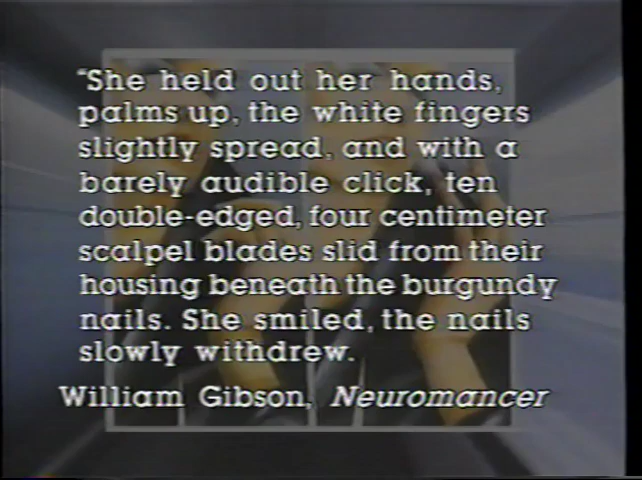 “She held out her hands,
palms up, the white fingers
slightly spread, and with a
barely audible click, ten
double-edged, four centimeter
scalpel blades slid from their
housing beneath the burgundy
nails. She smiled, the nails
slowly withdrew.
William Gibson, Neuromancer